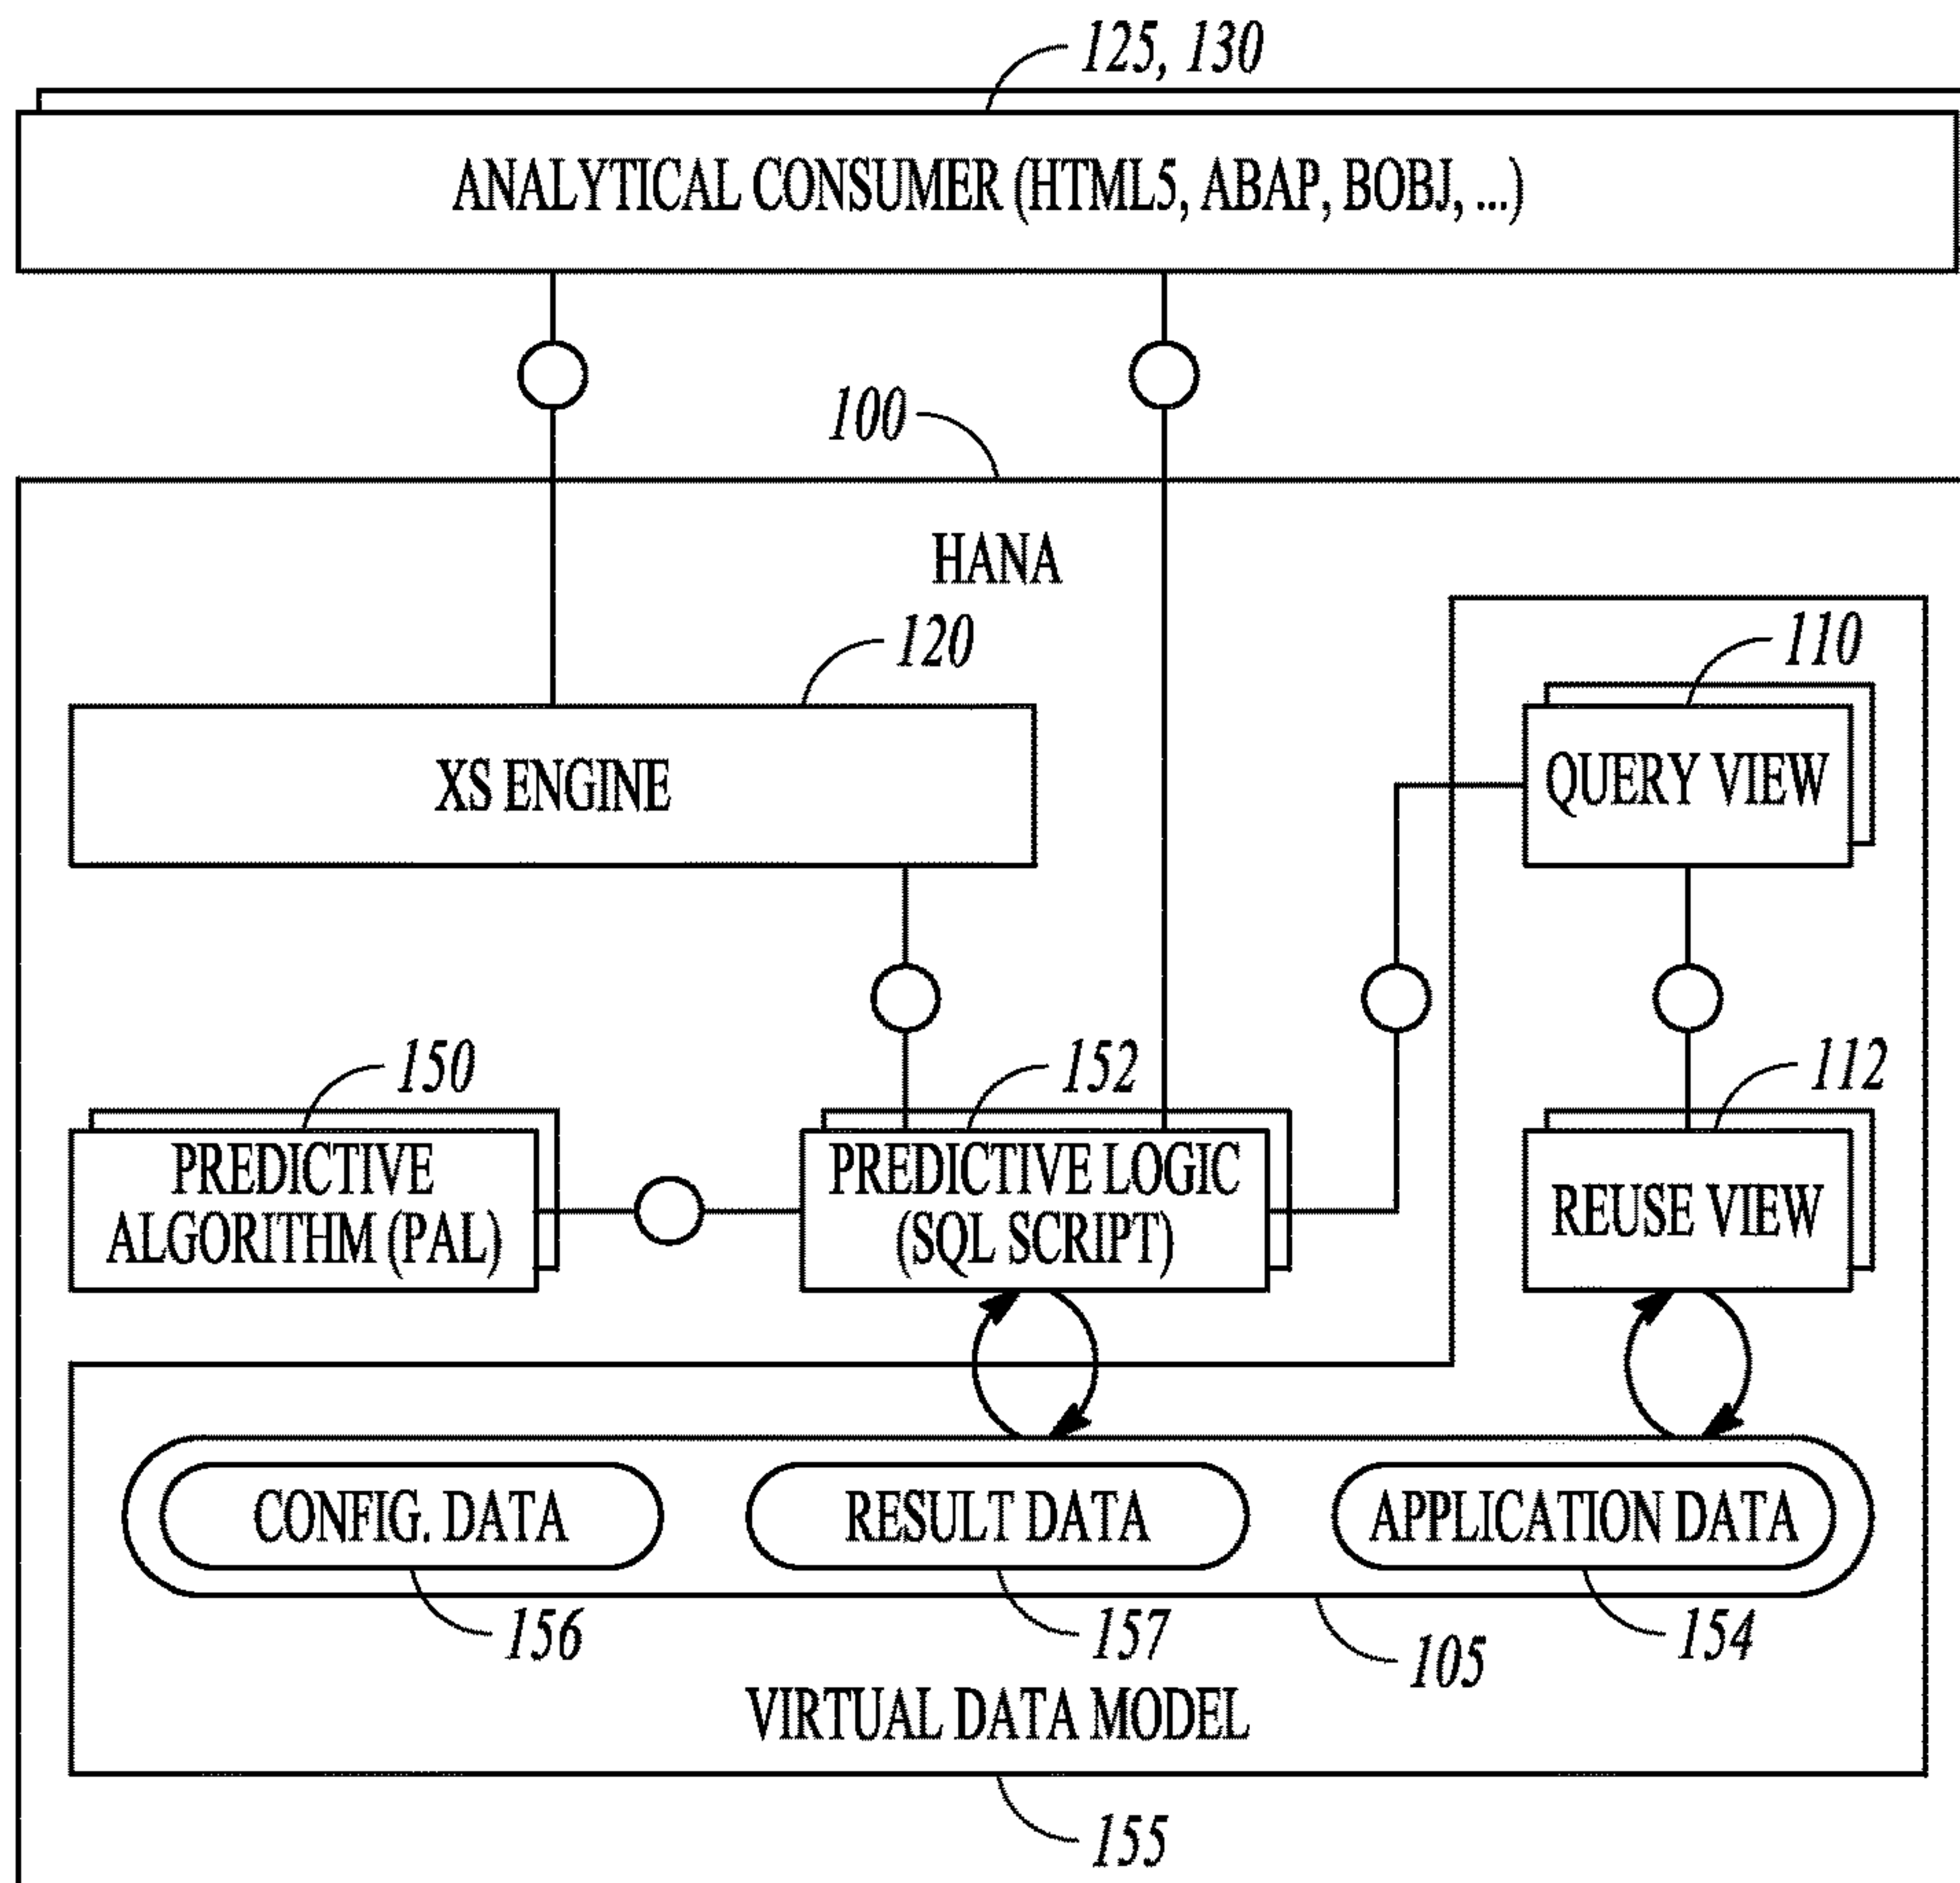 125, 130
ANALYTICAL CONSUMER (HTML5, ABAP, BOBJ, ...)
100
HANA
120
110
XS ENGINE
QUERY VIEW
150
152
112
PREDICTIVE
ALGORITHM (PAL)
PREDICTIVE LOGIC
(SQL SCRIPT)
REUSE VIEW
CONFIG. DATA
RESULT DATA
APPLICATION DATA
156
157
105
154
VIRTUAL DATA MODEL
155